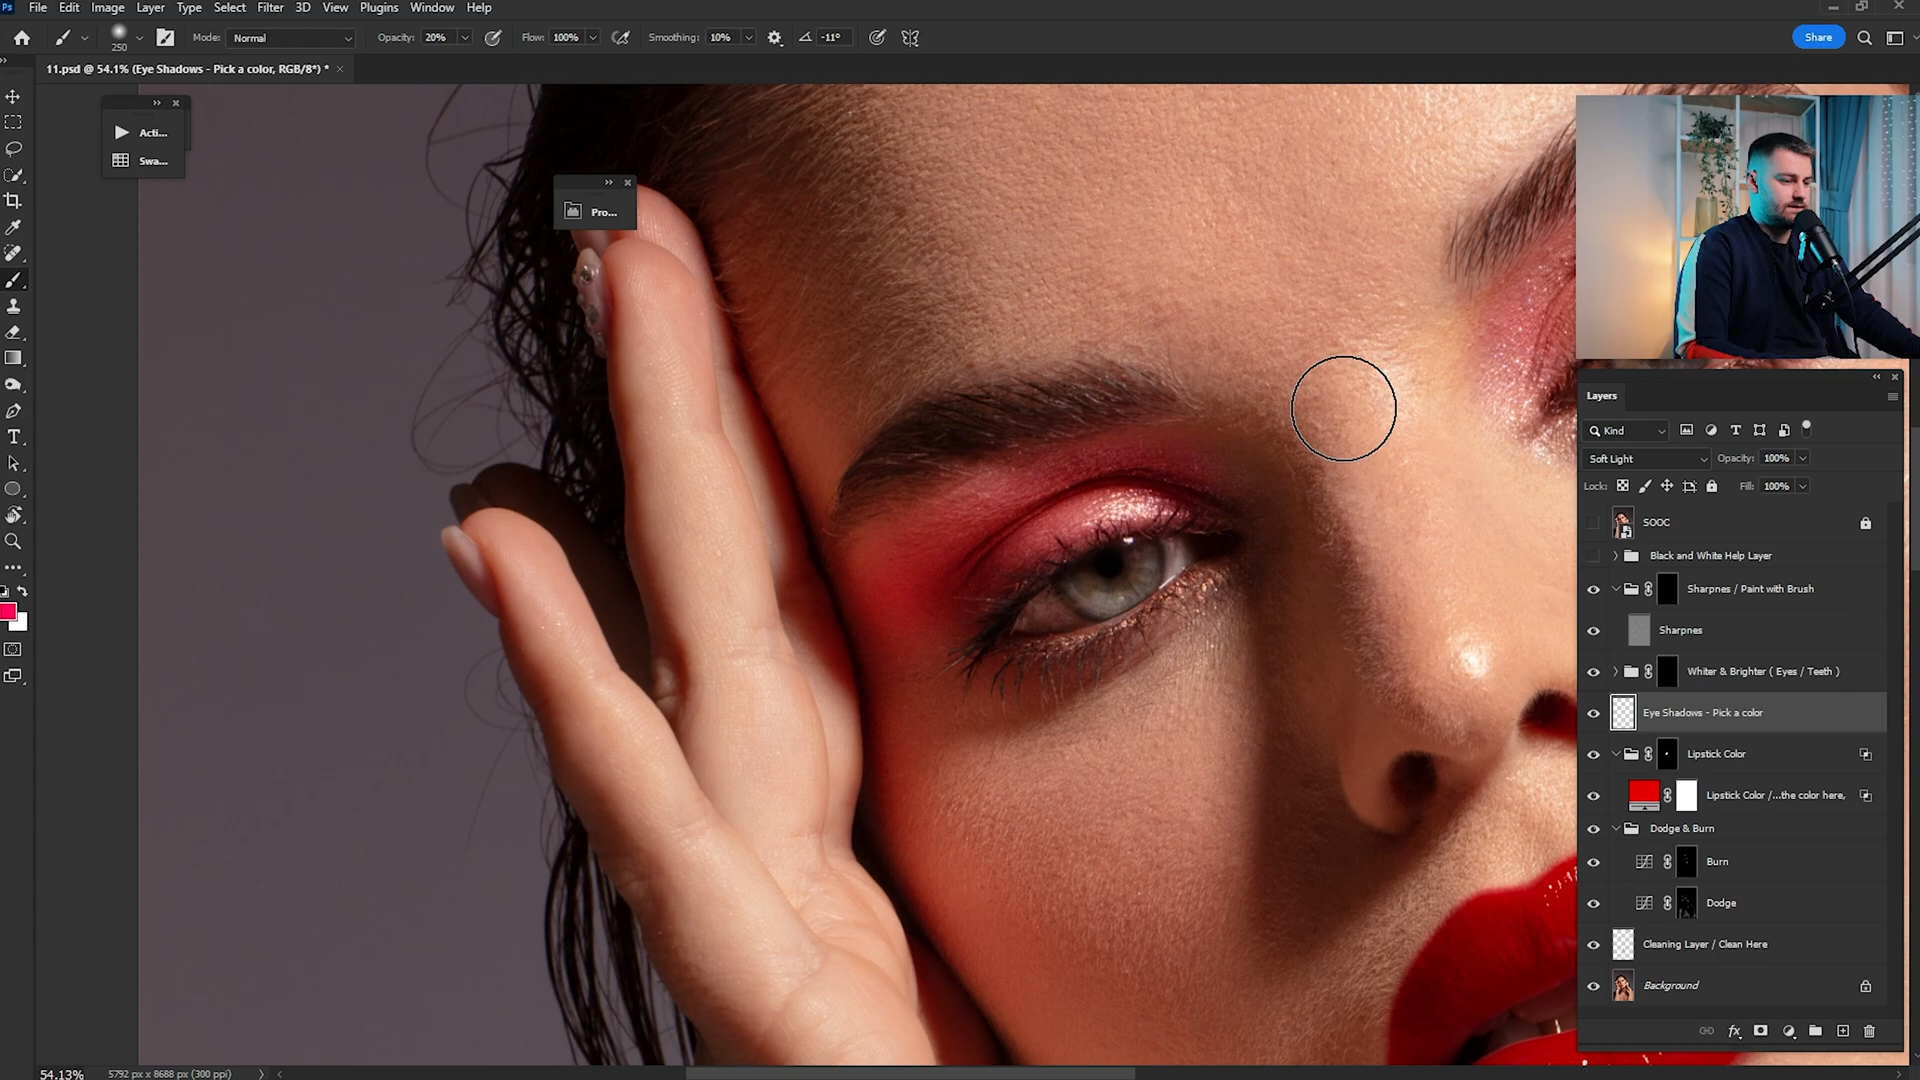 Ps File Edit Image Layer Type Select Filter 3D View Plugins Window Help
250 Mode: Normal Opacity: 20% Flow: 100% Smoothing: 10% -11° Share
11.psd @ 54.1% (Eye Shadows - Pick a color, RGB/8*) *
Acti...
Swa...
Pro...
Layers
Kind
Soft Light Opacity: 100%
Lock: Fill: 100%
SOOC
Black and White Help Layer
Sharpnes / Paint with Brush
Sharpnes
Whiter & Brighter ( Eyes / Teeth )
Eye Shadows - Pick a color
Lipstick Color
Lipstick Color /...the color here,
Dodge & Burn
Burn
Dodge
Cleaning Layer / Clean Here
Background
54.13% 5792 px x 8688 px (300 ppi)